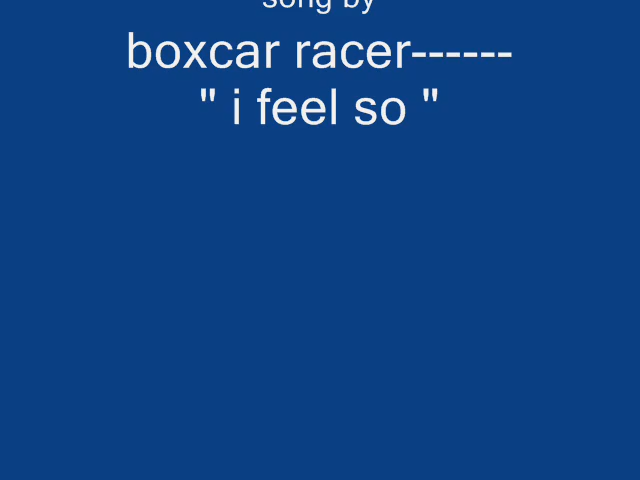 song by
boxcar racer------
" i feel so "